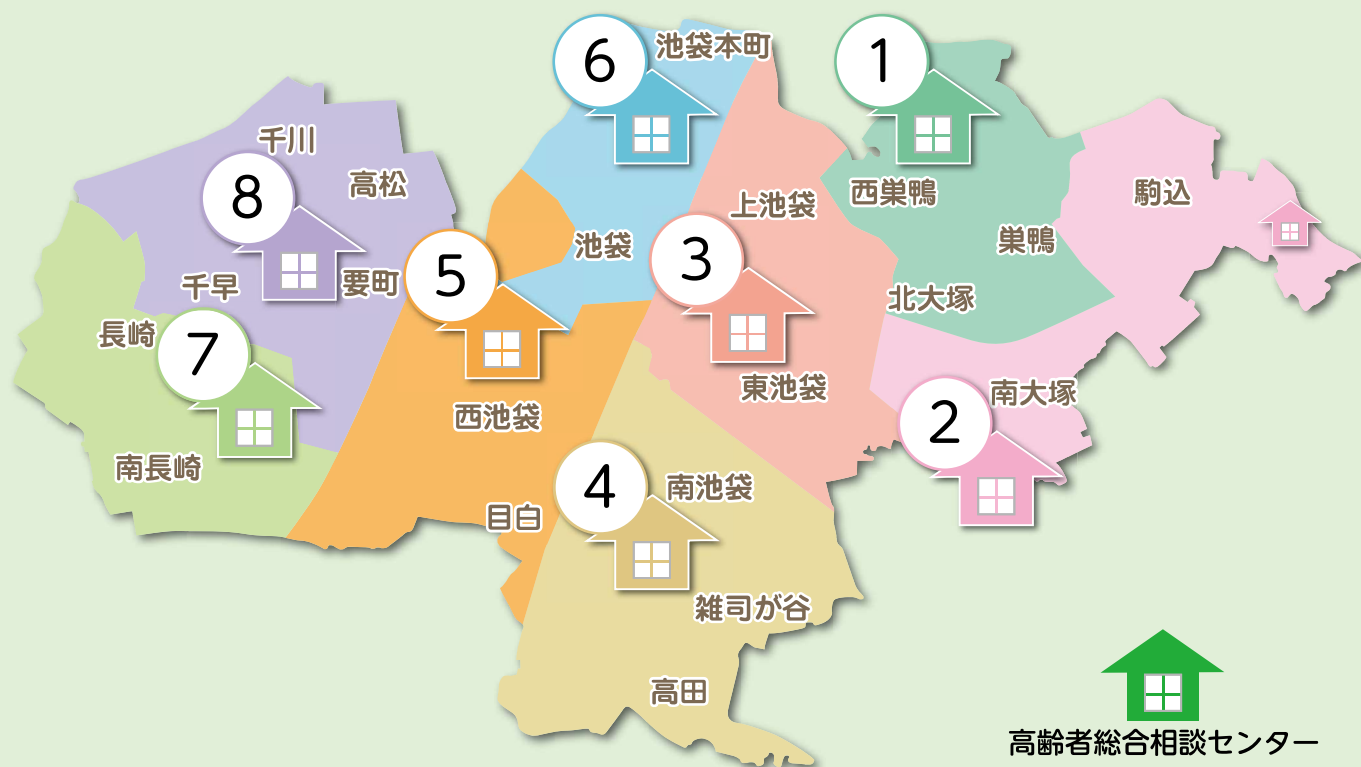 6
池袋本町
1
千川
高松
8
上池袋
西巣鴨
駒込
巣鴨
池袋
3
5
千早
要町
北大塚
長崎
7
東池袋
南大塚
西池袋
2
南長崎
4
南池袋
目白
雑司が谷
高田
高齢者総合相談センター